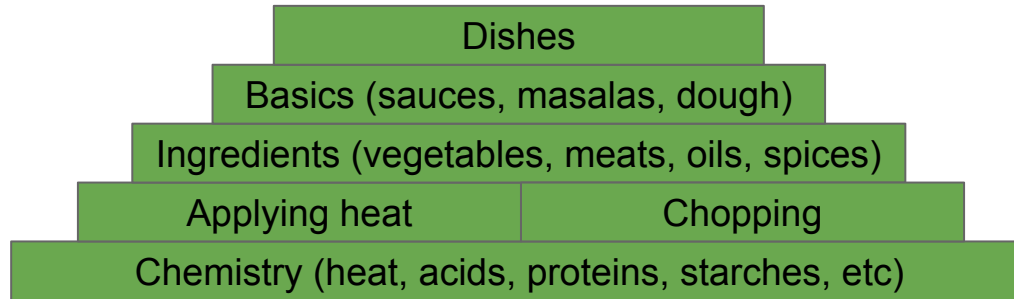 Dishes
Basics (sauces, masalas, dough)
Ingredients (vegetables, meats, oils, spices)
Applying heat
Chopping
Chemistry (heat, acids, proteins, starches, etc)